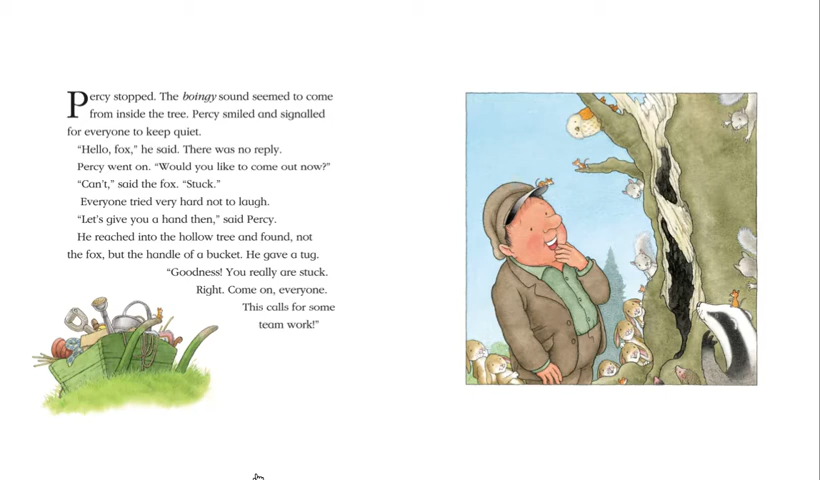 Percy stopped. The boingy sound seemed to come
from inside the tree. Percy smiled and signalled
for everyone to keep quiet.
“Hello, fox,” he said. There was no reply.
Percy went on. “Would you like to come out now?”
“Can't,” said the fox. “Stuck.”
Everyone tried very hard not to laugh.
“Let's give you a hand then,” said Percy.
He reached into the hollow tree and found, not
the fox, but the handle of a bucket. He gave a tug.
“Goodness! You really are stuck.
Right. Come on, everyone.
This calls for some
team work!”